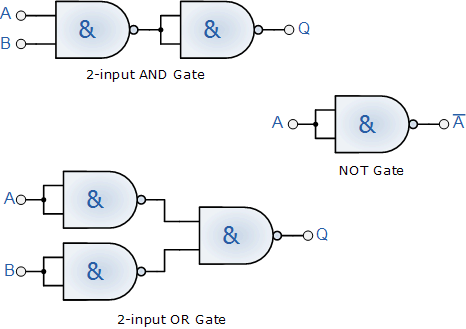 A & & Q
B
2-input AND Gate
A & A̅
NOT Gate
A & & Q
B &
2-input OR Gate